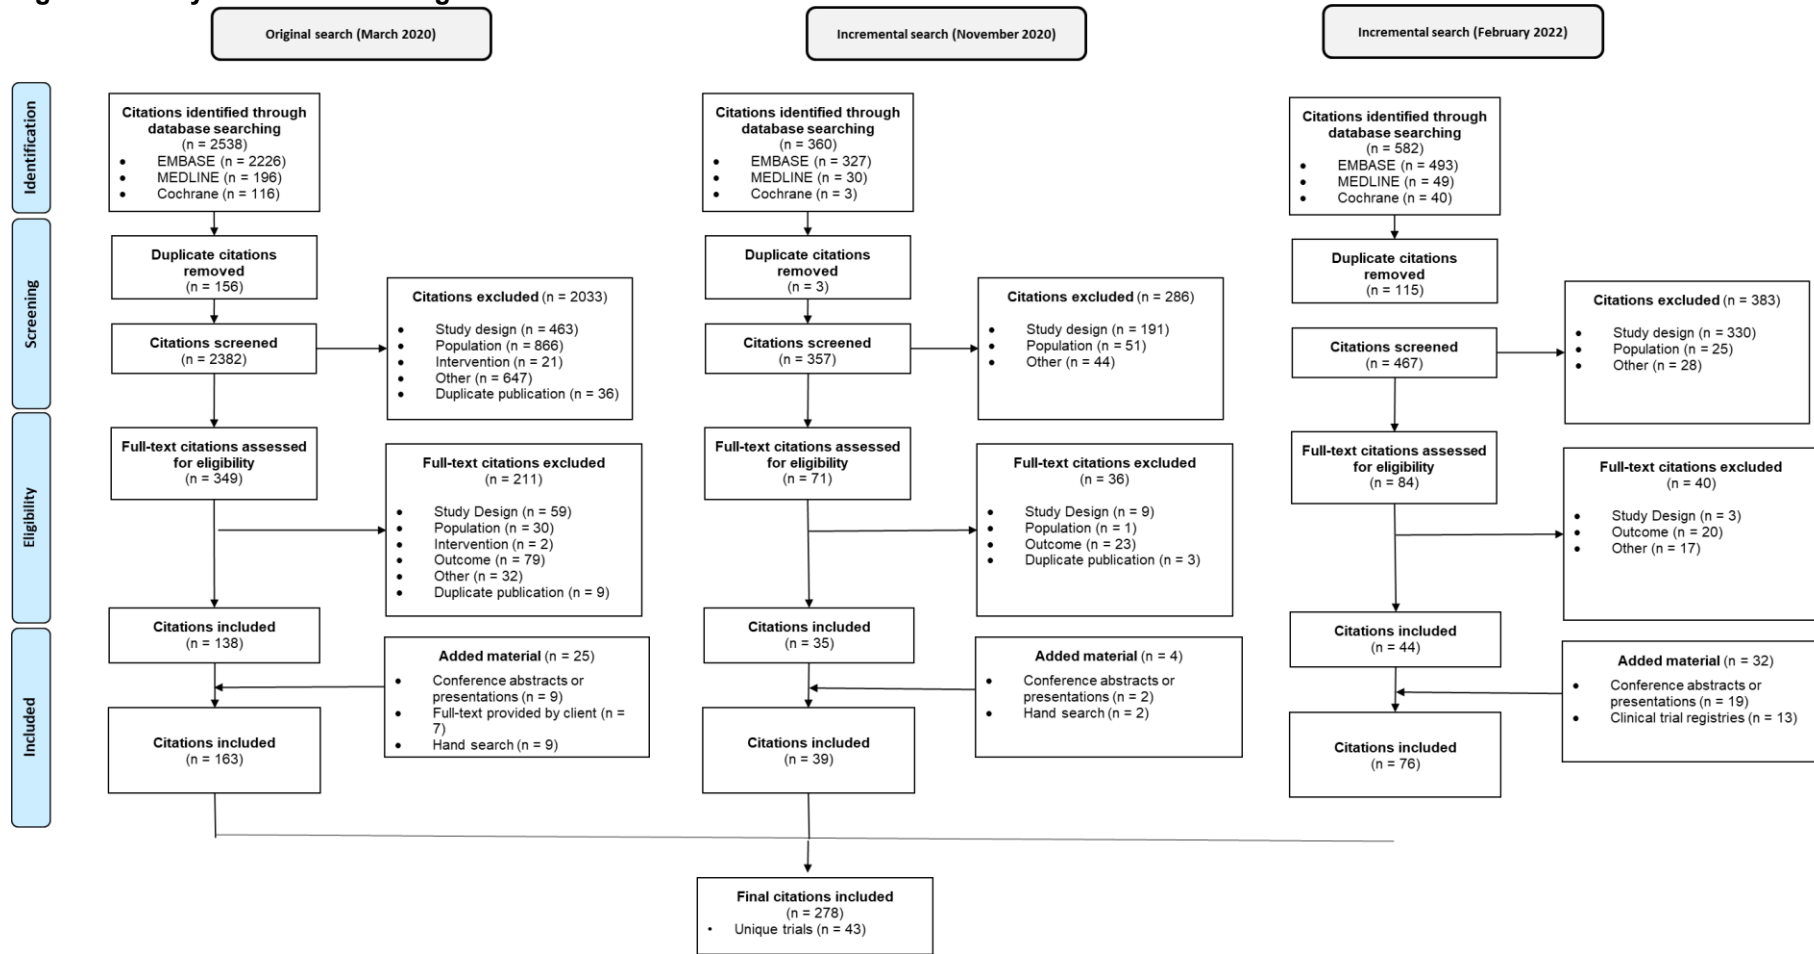 Original search (March 2020)
Incremental search (November 2020)
Incremental search (February 2022)
Identification
Citations identified through
database searching
(n = 2538)
• EMBASE (n = 2226)
• MEDLINE (n = 196)
• Cochrane (n = 116)
Citations identified through
database searching
(n = 360)
• EMBASE (n = 327)
• MEDLINE (n = 30)
• Cochrane (n = 3)
Citations identified through
database searching
(n = 582)
• EMBASE (n = 493)
• MEDLINE (n = 49)
• Cochrane (n = 40)
Screening
Duplicate citations
removed
(n = 156)
Citations excluded (n = 2033)
• Study design (n = 463)
• Population (n = 866)
• Intervention (n = 21)
• Other (n = 647)
• Duplicate publication (n = 36)
Citations screened
(n = 2382)
Duplicate citations
removed
(n = 3)
Citations excluded (n = 286)
• Study design (n = 191)
• Population (n = 51)
• Other (n = 44)
Citations screened
(n = 357)
Duplicate citations
removed
(n = 115)
Citations excluded (n = 383)
• Study design (n = 330)
• Population (n = 25)
• Other (n = 28)
Citations screened
(n = 467)
Eligibility
Full-text citations assessed
for eligibility
(n = 349)
Full-text citations excluded
(n = 211)
• Study Design (n = 59)
• Population (n = 30)
• Intervention (n = 2)
• Outcome (n = 79)
• Other (n = 32)
• Duplicate publication (n = 9)
Full-text citations assessed
for eligibility
(n = 71)
Full-text citations excluded
(n = 36)
• Study Design (n = 9)
• Population (n = 1)
• Outcome (n = 23)
• Duplicate publication (n = 3)
Full-text citations assessed
for eligibility
(n = 84)
Full-text citations excluded
(n = 40)
• Study Design (n = 3)
• Outcome (n = 20)
• Other (n = 17)
Included
Citations included
(n = 138)
Added material (n = 25)
• Conference abstracts or
presentations (n = 9)
• Full-text provided by client (n =
7)
• Hand search (n = 9)
Citations included
(n = 163)
Citations included
(n = 35)
Added material (n = 4)
• Conference abstracts or
presentations (n = 2)
• Hand search (n = 2)
Citations included
(n = 39)
Citations included
(n = 44)
Added material (n = 32)
• Conference abstracts or
presentations (n = 19)
• Clinical trial registries (n = 13)
Citations included
(n = 76)
Final citations included
(n = 278)
• Unique trials (n = 43)